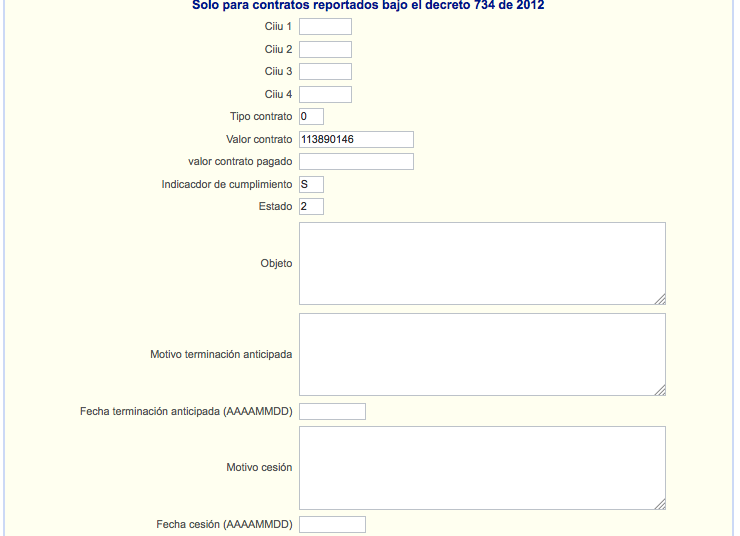 Solo para contratos reportados bajo el decreto 734 de 2012
Ciiu 1
Ciiu 2
Ciiu 3
Ciiu 4
Tipo contrato 0
Valor contrato 113890146
valor contrato pagado
Indicacdor de cumplimiento S
Estado 2
Objeto
Motivo terminación anticipada
Fecha terminación anticipada (AAAAMMDD)
Motivo cesión
Fecha cesión (AAAAMMDD)